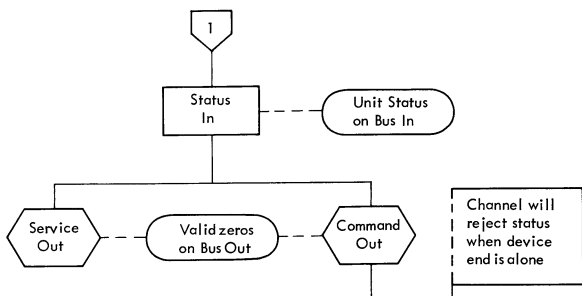 1
Status
In
Unit Status
on Bus In
Service
Out
Valid zeros
on Bus Out
Command
Out
Channel will
reject status
when device
end is alone